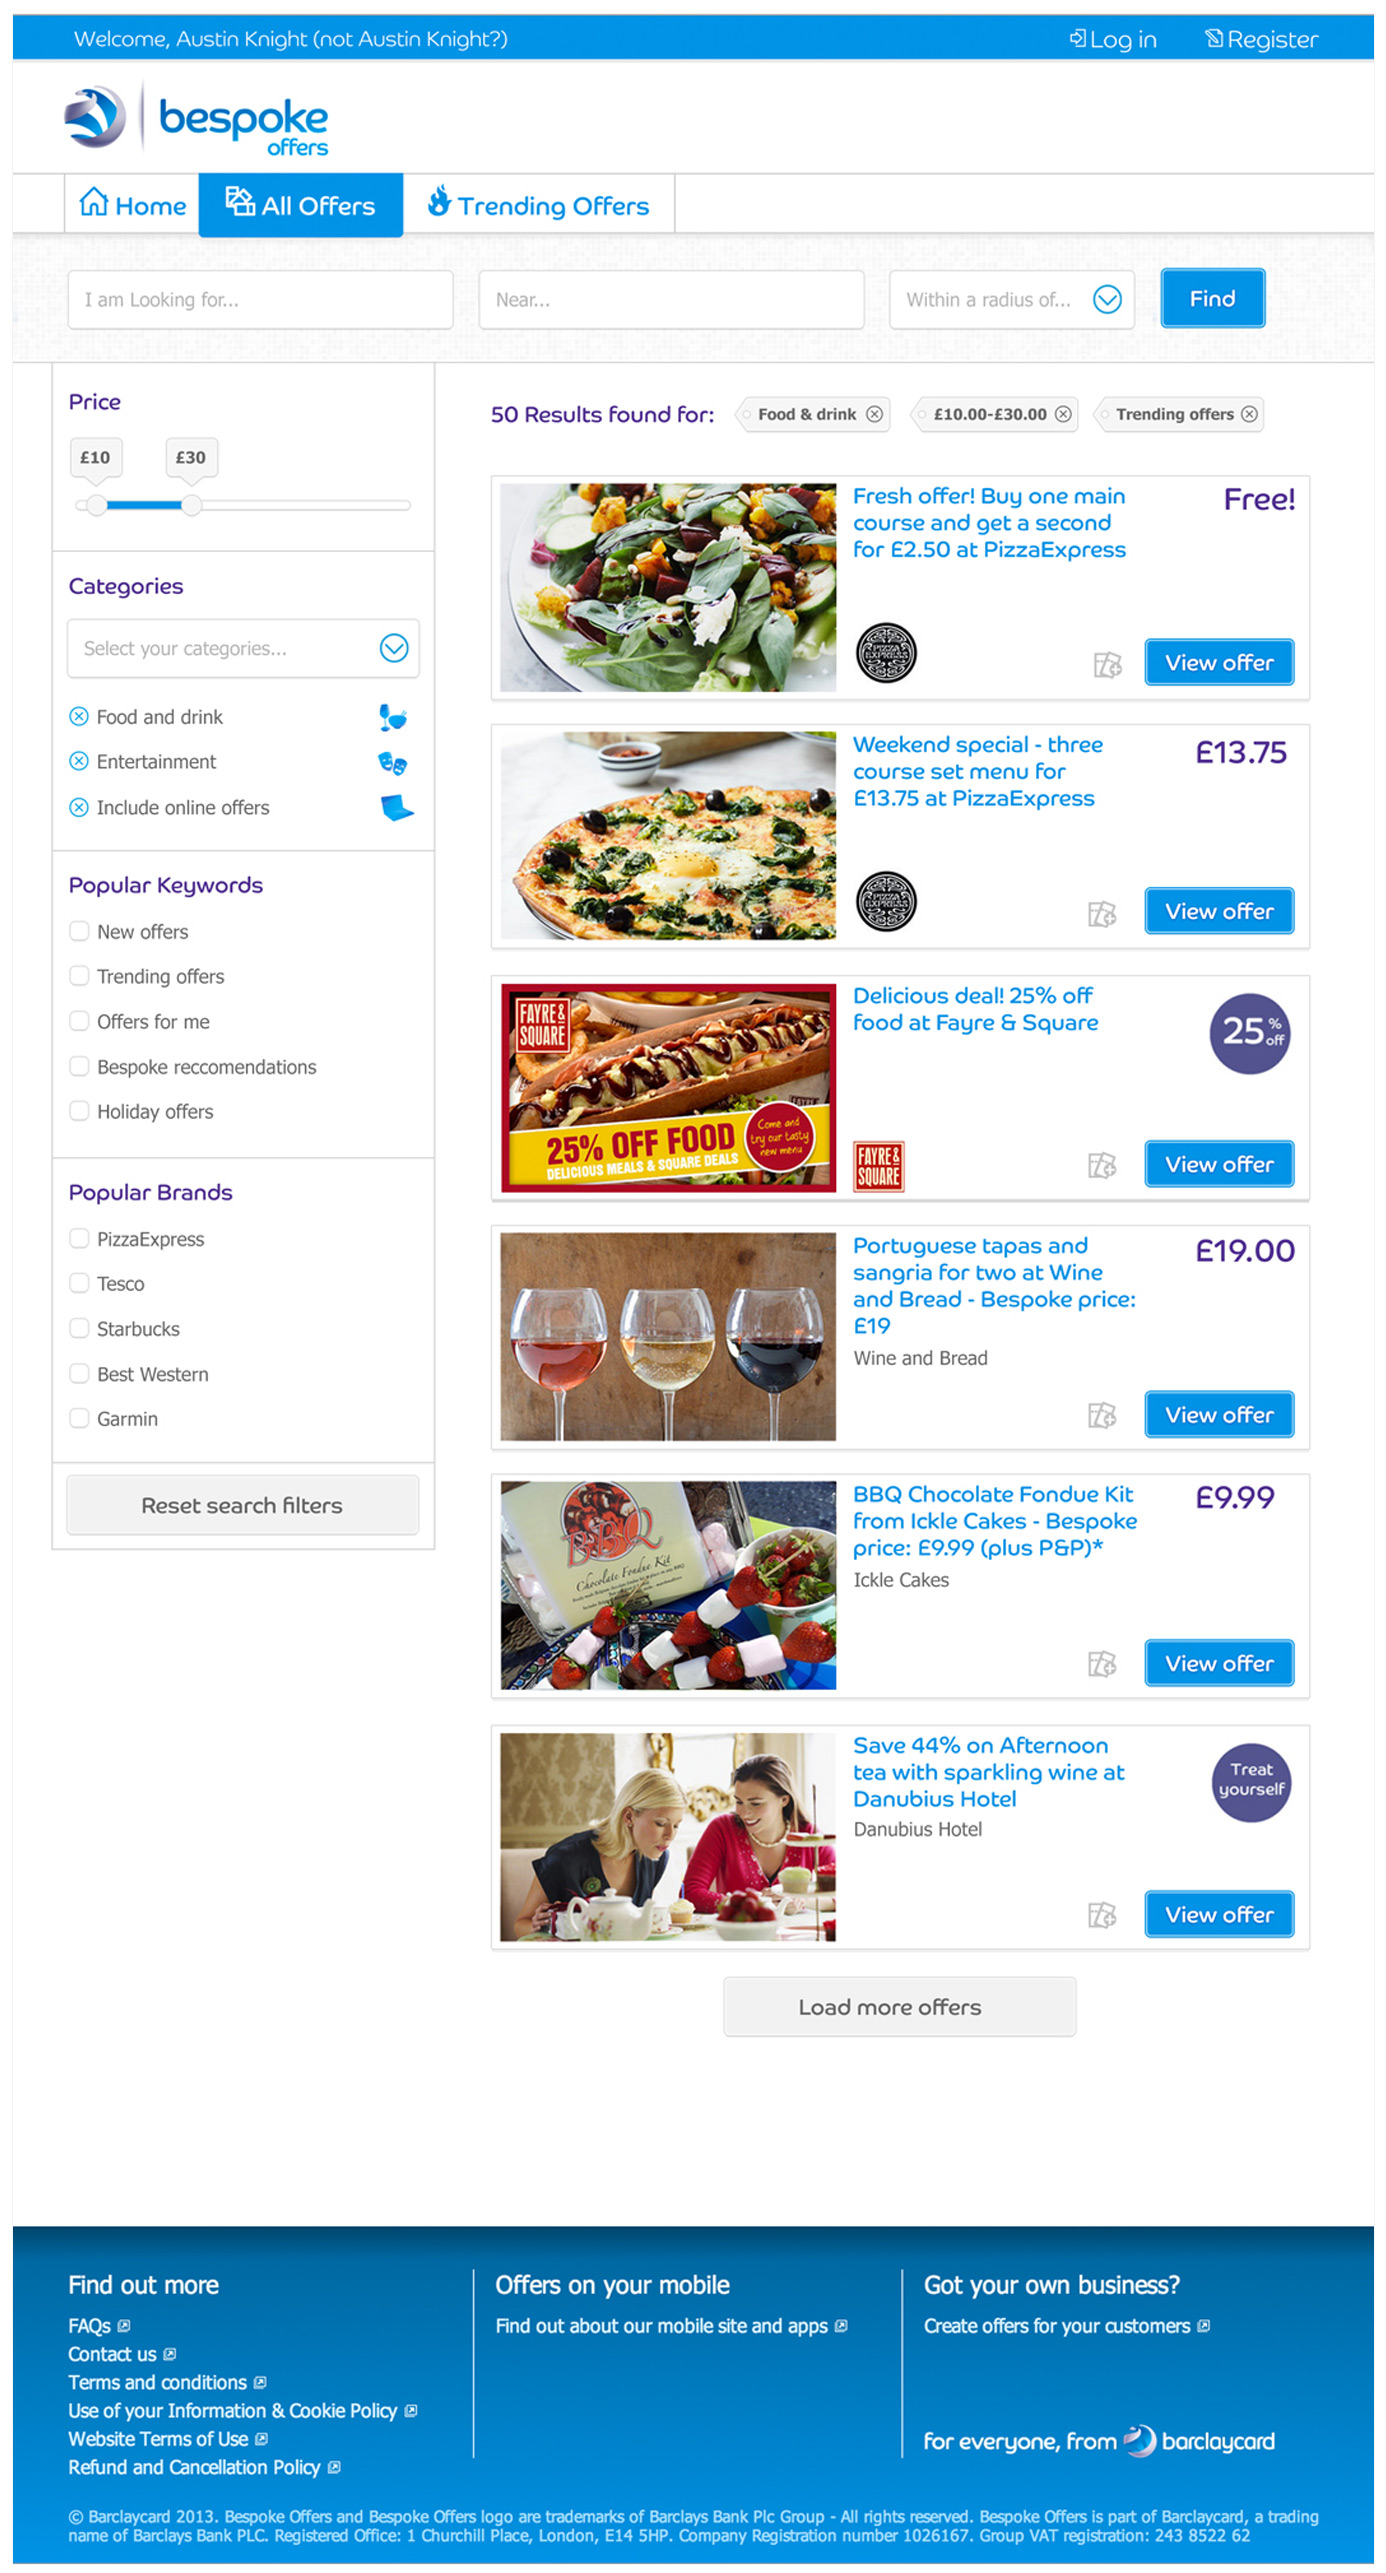 Welcome, Austin Knight (not Austin Knight?)
Log in
Register
bespoke
offers
Home
All Offers
Trending Offers
I am Looking for...
Near...
Within a radius of...
Find
Price
£10
£30
Categories
Select your categories...
Food and drink
Entertainment
Include online offers
Popular Keywords
New offers
Trending offers
Offers for me
Bespoke reccomendations
Holiday offers
Popular Brands
PizzaExpress
Tesco
Starbucks
Best Western
Garmin
Reset search filters
50 Results found for:
Food & drink
£10.00-£30.00
Trending offers
Fresh offer! Buy one main
course and get a second
for £2.50 at PizzaExpress
Free!
PIZZA
EXPRESS
View offer
Weekend special - three
course set menu for
£13.75 at PizzaExpress
£13.75
PIZZA
EXPRESS
View offer
FAYRE&
SQUARE
25% OFF FOOD
DELICIOUS MEALS & SQUARE DEALS
Come and
try our tasty
new menu
Delicious deal! 25% off
food at Fayre & Square
25% off
FAYRE&
SQUARE
View offer
Portuguese tapas and
sangria for two at Wine
and Bread - Bespoke price:
£19
Wine and Bread
£19.00
View offer
BBQ
Chocolate Fondue Kit
BBQ Chocolate Fondue Kit
from Ickle Cakes - Bespoke
price: £9.99 (plus P&P)*
Ickle Cakes
£9.99
View offer
Save 44% on Afternoon
tea with sparkling wine at
Danubius Hotel
Danubius Hotel
Treat
yourself
View offer
Load more offers
Find out more
FAQs
Contact us
Terms and conditions
Use of your Information & Cookie Policy
Website Terms of Use
Refund and Cancellation Policy
Offers on your mobile
Find out about our mobile site and apps
Got your own business?
Create offers for your customers
for everyone, from barclaycard
© Barclaycard 2013. Bespoke Offers and Bespoke Offers logo are trademarks of Barclays Bank Plc Group - All rights reserved. Bespoke Offers is part of Barclaycard, a trading
name of Barclays Bank PLC. Registered Office: 1 Churchill Place, London, E14 5HP. Company Registration number 1026167. Group VAT registration: 243 8522 62